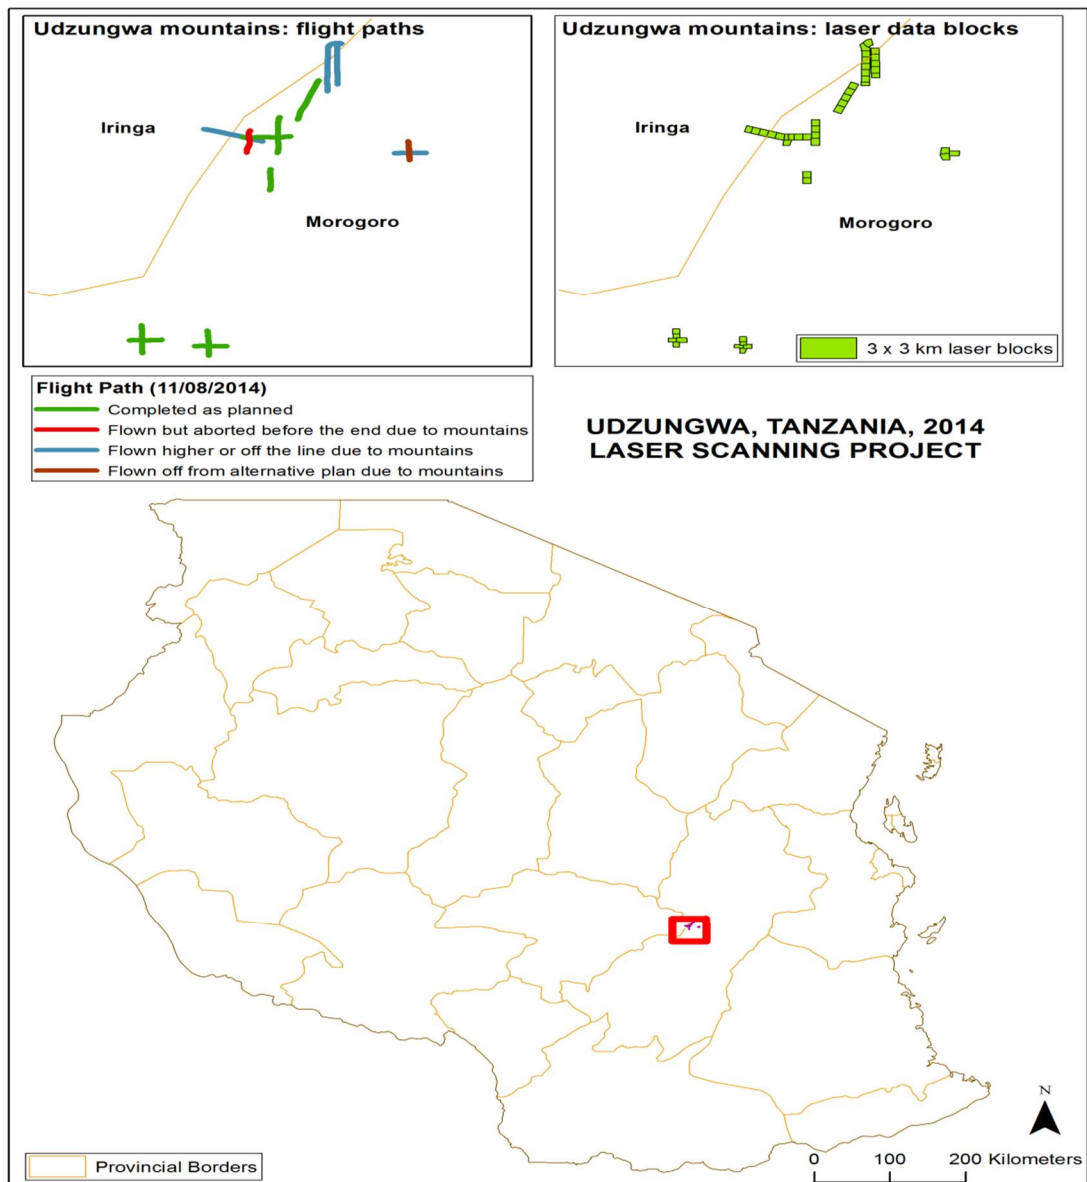 Udzungwa mountains: flight paths
Iringa
Morogoro
Udzungwa mountains: laser data blocks
Iringa
Morogoro
3 x 3 km laser blocks
Flight Path (11/08/2014)
Completed as planned
Flown but aborted before the end due to mountains
Flown higher or off the line due to mountains
Flown off from alternative plan due to mountains
UDZUNGWA, TANZANIA, 2014
LASER SCANNING PROJECT
Provincial Borders
N
0 100 200 Kilometers